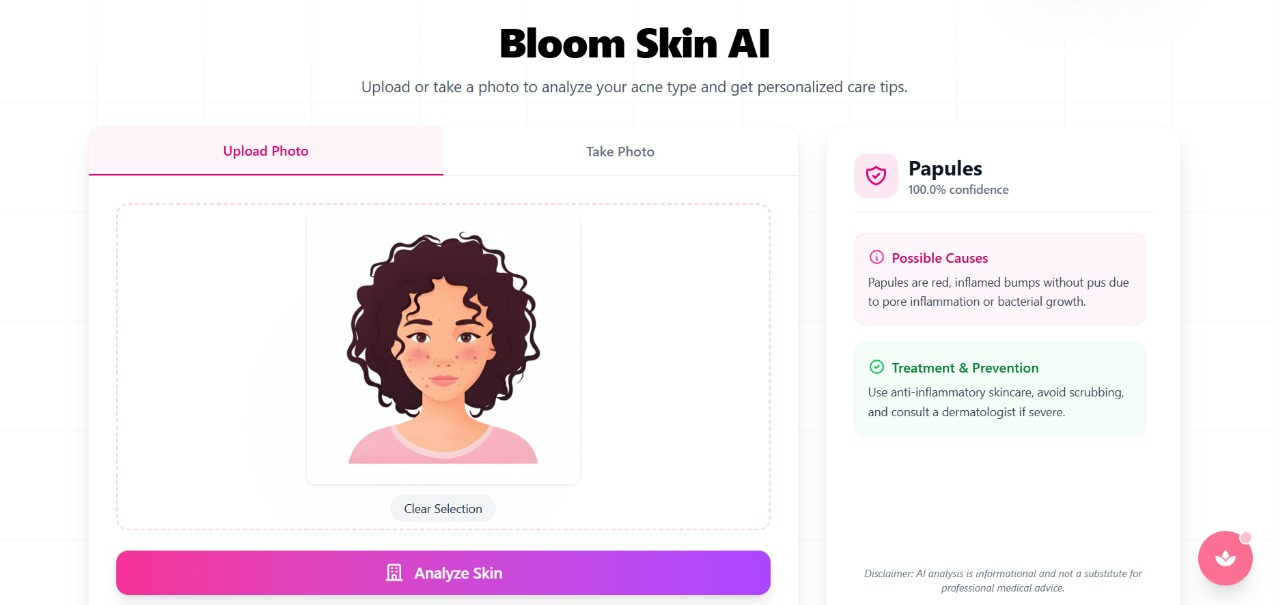 Bloom Skin AI
Upload or take a photo to analyze your acne type and get personalized care tips.
Upload Photo
Take Photo
Clear Selection
Analyze Skin
Papules
100.0% confidence
Possible Causes
Papules are red, inflamed bumps without pus due
to pore inflammation or bacterial growth.
Treatment & Prevention
Use anti-inflammatory skincare, avoid scrubbing,
and consult a dermatologist if severe.
Disclaimer: AI analysis is informational and not a substitute for
professional medical advice.